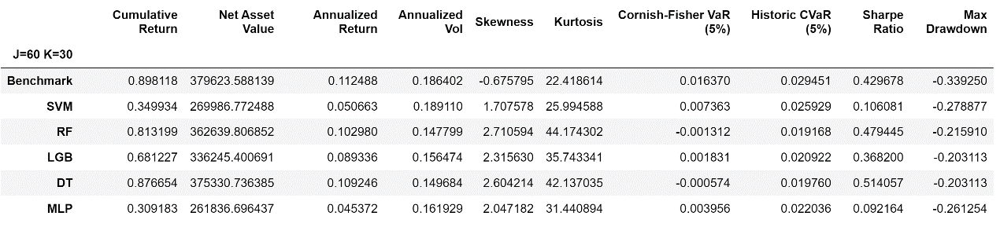 Cumulative Return Net Asset Value Annualized Return Annualized Vol Skewness Kurtosis Cornish-Fisher VaR (5%) Historic CVaR (5%) Sharpe Ratio Max Drawdown
J=60 K=30
Benchmark 0.898118 379623.588139 0.112488 0.186402 -0.675795 22.418614 0.016370 0.029451 0.429678 -0.339250
SVM 0.349934 269986.772488 0.050663 0.189110 1.707578 25.994588 0.007363 0.025929 0.106081 -0.278877
RF 0.813199 362639.806852 0.102980 0.147799 2.710594 44.174302 -0.001312 0.019168 0.479445 -0.215910
LGB 0.681227 336245.400691 0.089336 0.156474 2.315630 35.743341 0.001831 0.020922 0.368200 -0.203113
DT 0.876654 375330.736385 0.109246 0.149684 2.604214 42.137035 -0.000574 0.019760 0.514057 -0.203113
MLP 0.309183 261836.696437 0.045372 0.161929 2.047182 31.440894 0.003956 0.022036 0.092164 -0.261254